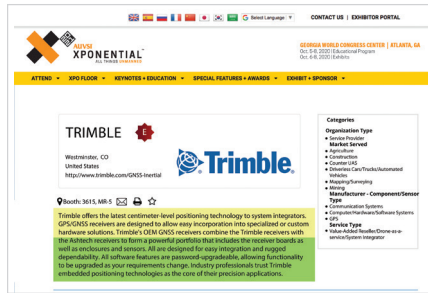 Select Language ▼
CONTACT US | EXHIBITOR PORTAL
AUVSI
XPONENTIAL
ALL THINGS UNMANNED
GEORGIA WORLD CONGRESS CENTER | ATLANTA, GA
Oct. 5-8, 2020 | Educational Program
Oct. 6-8, 2020 | Exhibits
ATTEND ▾ XPO FLOOR ▾ KEYNOTES + EDUCATION ▾ SPECIAL FEATURES + AWARDS ▾ EXHIBIT + SPONSOR ▾
TRIMBLE E
Westminster, CO
United States
http://www.trimble.com/GNSS-Inertial
Trimble.
Booth: 3615, MR-5
Trimble offers the latest centimeter-level positioning technology to system integrators.
GPS/GNSS receivers are designed to allow easy incorporation into specialized or custom
hardware solutions. Trimble's OEM GNSS receivers combine the Trimble receivers with
the Ashtech receivers to form a powerful portfolio that includes the receiver boards as
well as enclosures and sensors. All are designed for easy integration and rugged
dependability. All software features are password-upgradeable, allowing functionality
to be upgraded as your requirements change. Industry professionals trust Trimble
embedded positioning technologies as the core of their precision applications.
Categories
Organization Type
• Service Provider
Market Served
• Agriculture
• Construction
• Counter UAS
• Driverless Cars/Trucks/Automated
Vehicles
• Mapping/Surveying
• Mining
Manufacturer - Component/Sensor
Type
• Communication Systems
• Computer/Hardware/Software Systems
• GPS
Service Type
• Value-Added Reseller/Drone-as-a-
service/System Integrator